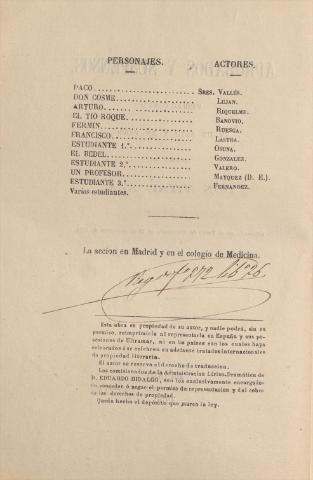 PERSONAJES. ACTORES.
PACO............ SRES. VALLÉS.
DON COSME............ LUJAN.
ARTURO............ RIQUELME.
EL TIO ROQUE............ BANOVIO.
FERMIN............ RUESGA.
FRANCISCO............ LASTRA.
ESTUDIANTE 1.º............ OSUNA.
EL BEDEL............ GONZALEZ.
ESTUDIANTE 2.º............ VALERO.
UN PROFESOR............ MAYQUEZ (D. E.)
ESTUDIANTE 3.º............ FERNANDEZ.
Varios estudiantes.
La accion en Madrid y en el colegio de Medicina.
Esta obra es propiedad de su autor, y nadie podrá, sin su
permiso, reimprimirla ni representarla en España y sus po-
sesiones de Ultramar, ni en los países con los cuales haya
celebrados ó se celebren en adelante tratados internacionales
de propiedad literaria.
El autor se reserva el derecho de traduccion.
Los comisionados de la Administracion Lírico-Dramática de
D. EDUARDO HIDALGO, son los exclusivamente encargados
de conceder ó negar el permiso de representacion y del cobro
de los derechos de propiedad.
Queda hecho el depósito que marca la ley.